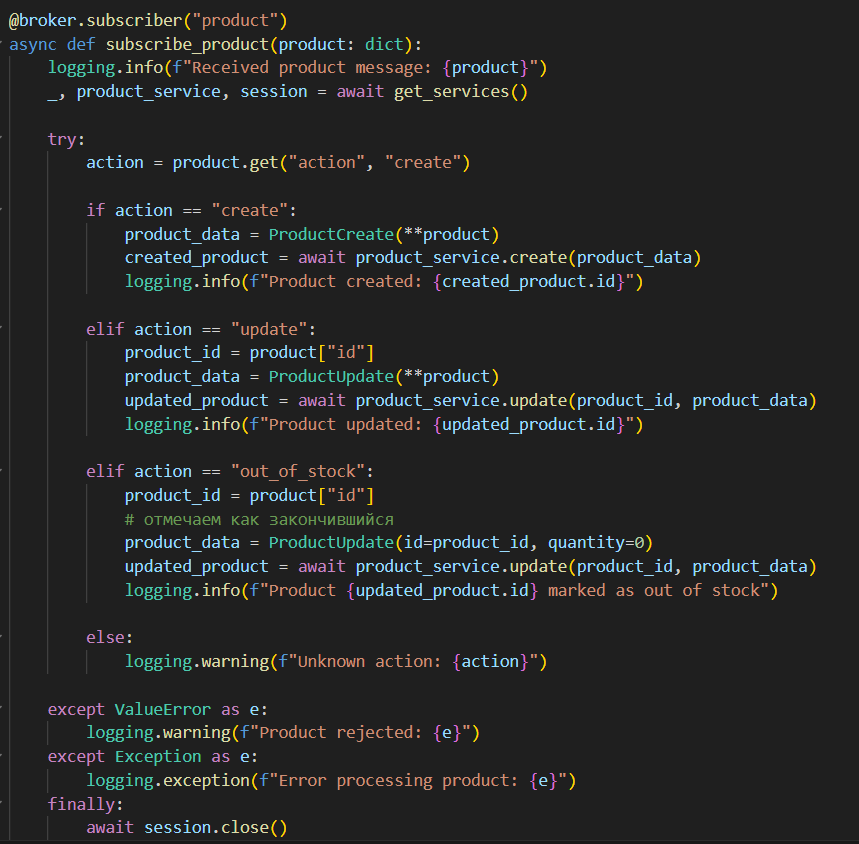 @broker.subscriber("product")
async def subscribe_product(product: dict):
    logging.info(f"Received product message: {product}")
    _, product_service, session = await get_services()

    try:
        action = product.get("action", "create")

        if action == "create":
            product_data = ProductCreate(**product)
            created_product = await product_service.create(product_data)
            logging.info(f"Product created: {created_product.id}")

        elif action == "update":
            product_id = product["id"]
            product_data = ProductUpdate(**product)
            updated_product = await product_service.update(product_id, product_data)
            logging.info(f"Product updated: {updated_product.id}")

        elif action == "out_of_stock":
            product_id = product["id"]
            # отмечаем как закончившийся
            product_data = ProductUpdate(id=product_id, quantity=0)
            updated_product = await product_service.update(product_id, product_data)
            logging.info(f"Product {updated_product.id} marked as out of stock")

        else:
            logging.warning(f"Unknown action: {action}")

    except ValueError as e:
        logging.warning(f"Product rejected: {e}")
    except Exception as e:
        logging.exception(f"Error processing product: {e}")
    finally:
        await session.close()